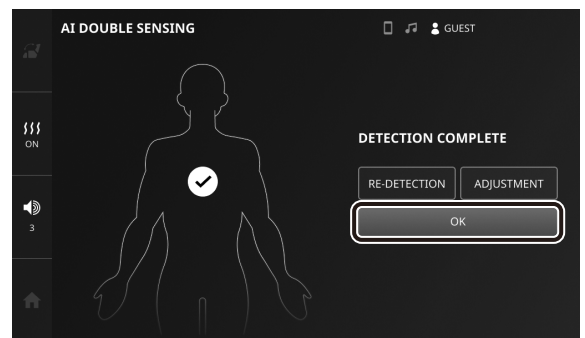 AI DOUBLE SENSING
GUEST
ON
3
DETECTION COMPLETE
RE-DETECTION
ADJUSTMENT
OK